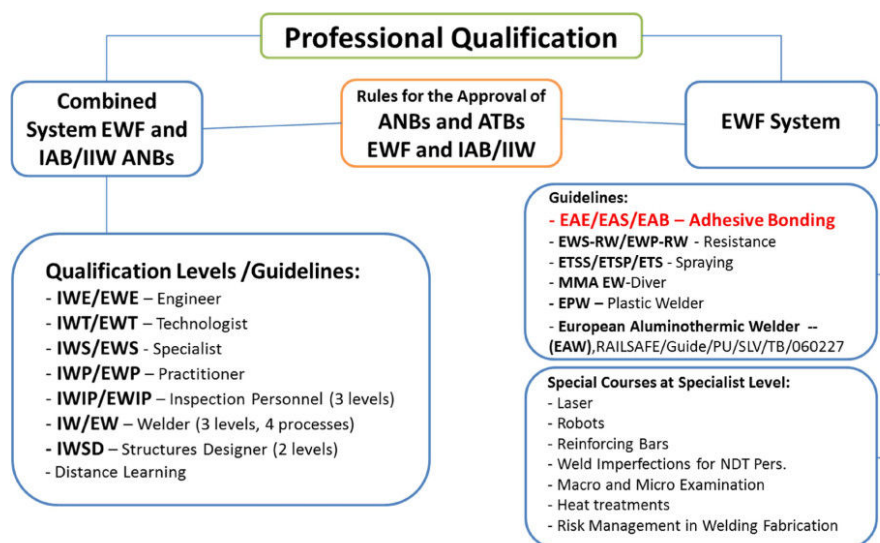 Professional Qualification
Combined
System EWF and
IAB/IIW ANBs
Rules for the Approval of
ANBs and ATBs
EWF and IAB/IIW
EWF System
Qualification Levels /Guidelines:
- IWE/EWE – Engineer
- IWT/EWT – Technologist
- IWS/EWS - Specialist
- IWP/EWP – Practitioner
- IWIP/EWIP – Inspection Personnel (3 levels)
- IW/EW – Welder (3 levels, 4 processes)
- IWSD – Structures Designer (2 levels)
- Distance Learning
Guidelines:
- EAE/EAS/EAB – Adhesive Bonding
- EWS-RW/EWP-RW - Resistance
- ETSS/ETSP/ETS - Spraying
- MMA EW-Diver
- EPW – Plastic Welder
- European Aluminothermic Welder --
(EAW),RAILSAFE/Guide/PU/SLV/TB/060227
Special Courses at Specialist Level:
- Laser
- Robots
- Reinforcing Bars
- Weld Imperfections for NDT Pers.
- Macro and Micro Examination
- Heat treatments
- Risk Management in Welding Fabrication